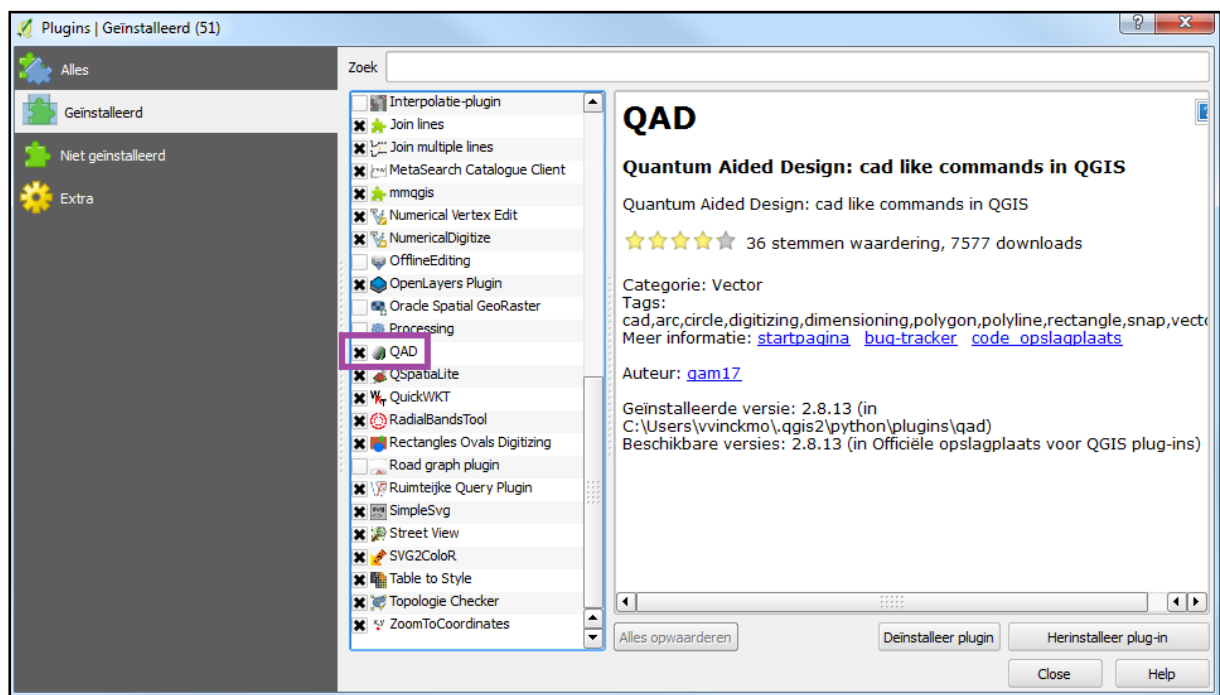 Plugins | Geïnstalleerd (51)
Alles
Geïnstalleerd
Niet geïnstalleerd
Extra
Zoek
Interpolatie-plugin
Join lines
Join multiple lines
MetaSearch Catalogue Client
mmqgis
Numerical Vertex Edit
NumericalDigitize
OfflineEditing
OpenLayers Plugin
Oracle Spatial GeoRaster
Processing
QAD
QSpatiaLite
QuickWKT
RadialBandsTool
Rectangles Ovals Digitizing
Road graph plugin
Ruimteijke Query Plugin
SimpleSvg
Street View
SVG2ColoR
Table to Style
Topologie Checker
ZoomToCoordinates
QAD
Quantum Aided Design: cad like commands in QGIS
Quantum Aided Design: cad like commands in QGIS
36 stemmen waardering, 7577 downloads
Categorie: Vector
Tags:
cad,arc,circle,digitizing,dimensioning,polygon,polyline,rectangle,snap,vect
Meer informatie: startpagina bug-tracker code_opslagplaats
Auteur: gam17
Geïnstalleerde versie: 2.8.13 (in
C:\Users\vvinckmo\.qgis2\python\plugins\qad)
Beschikbare versies: 2.8.13 (in Officiële opslagplaats voor QGIS plug-ins)
Alles opwaarderen
Deïnstalleer plugin
Herinstalleer plug-in
Close
Help